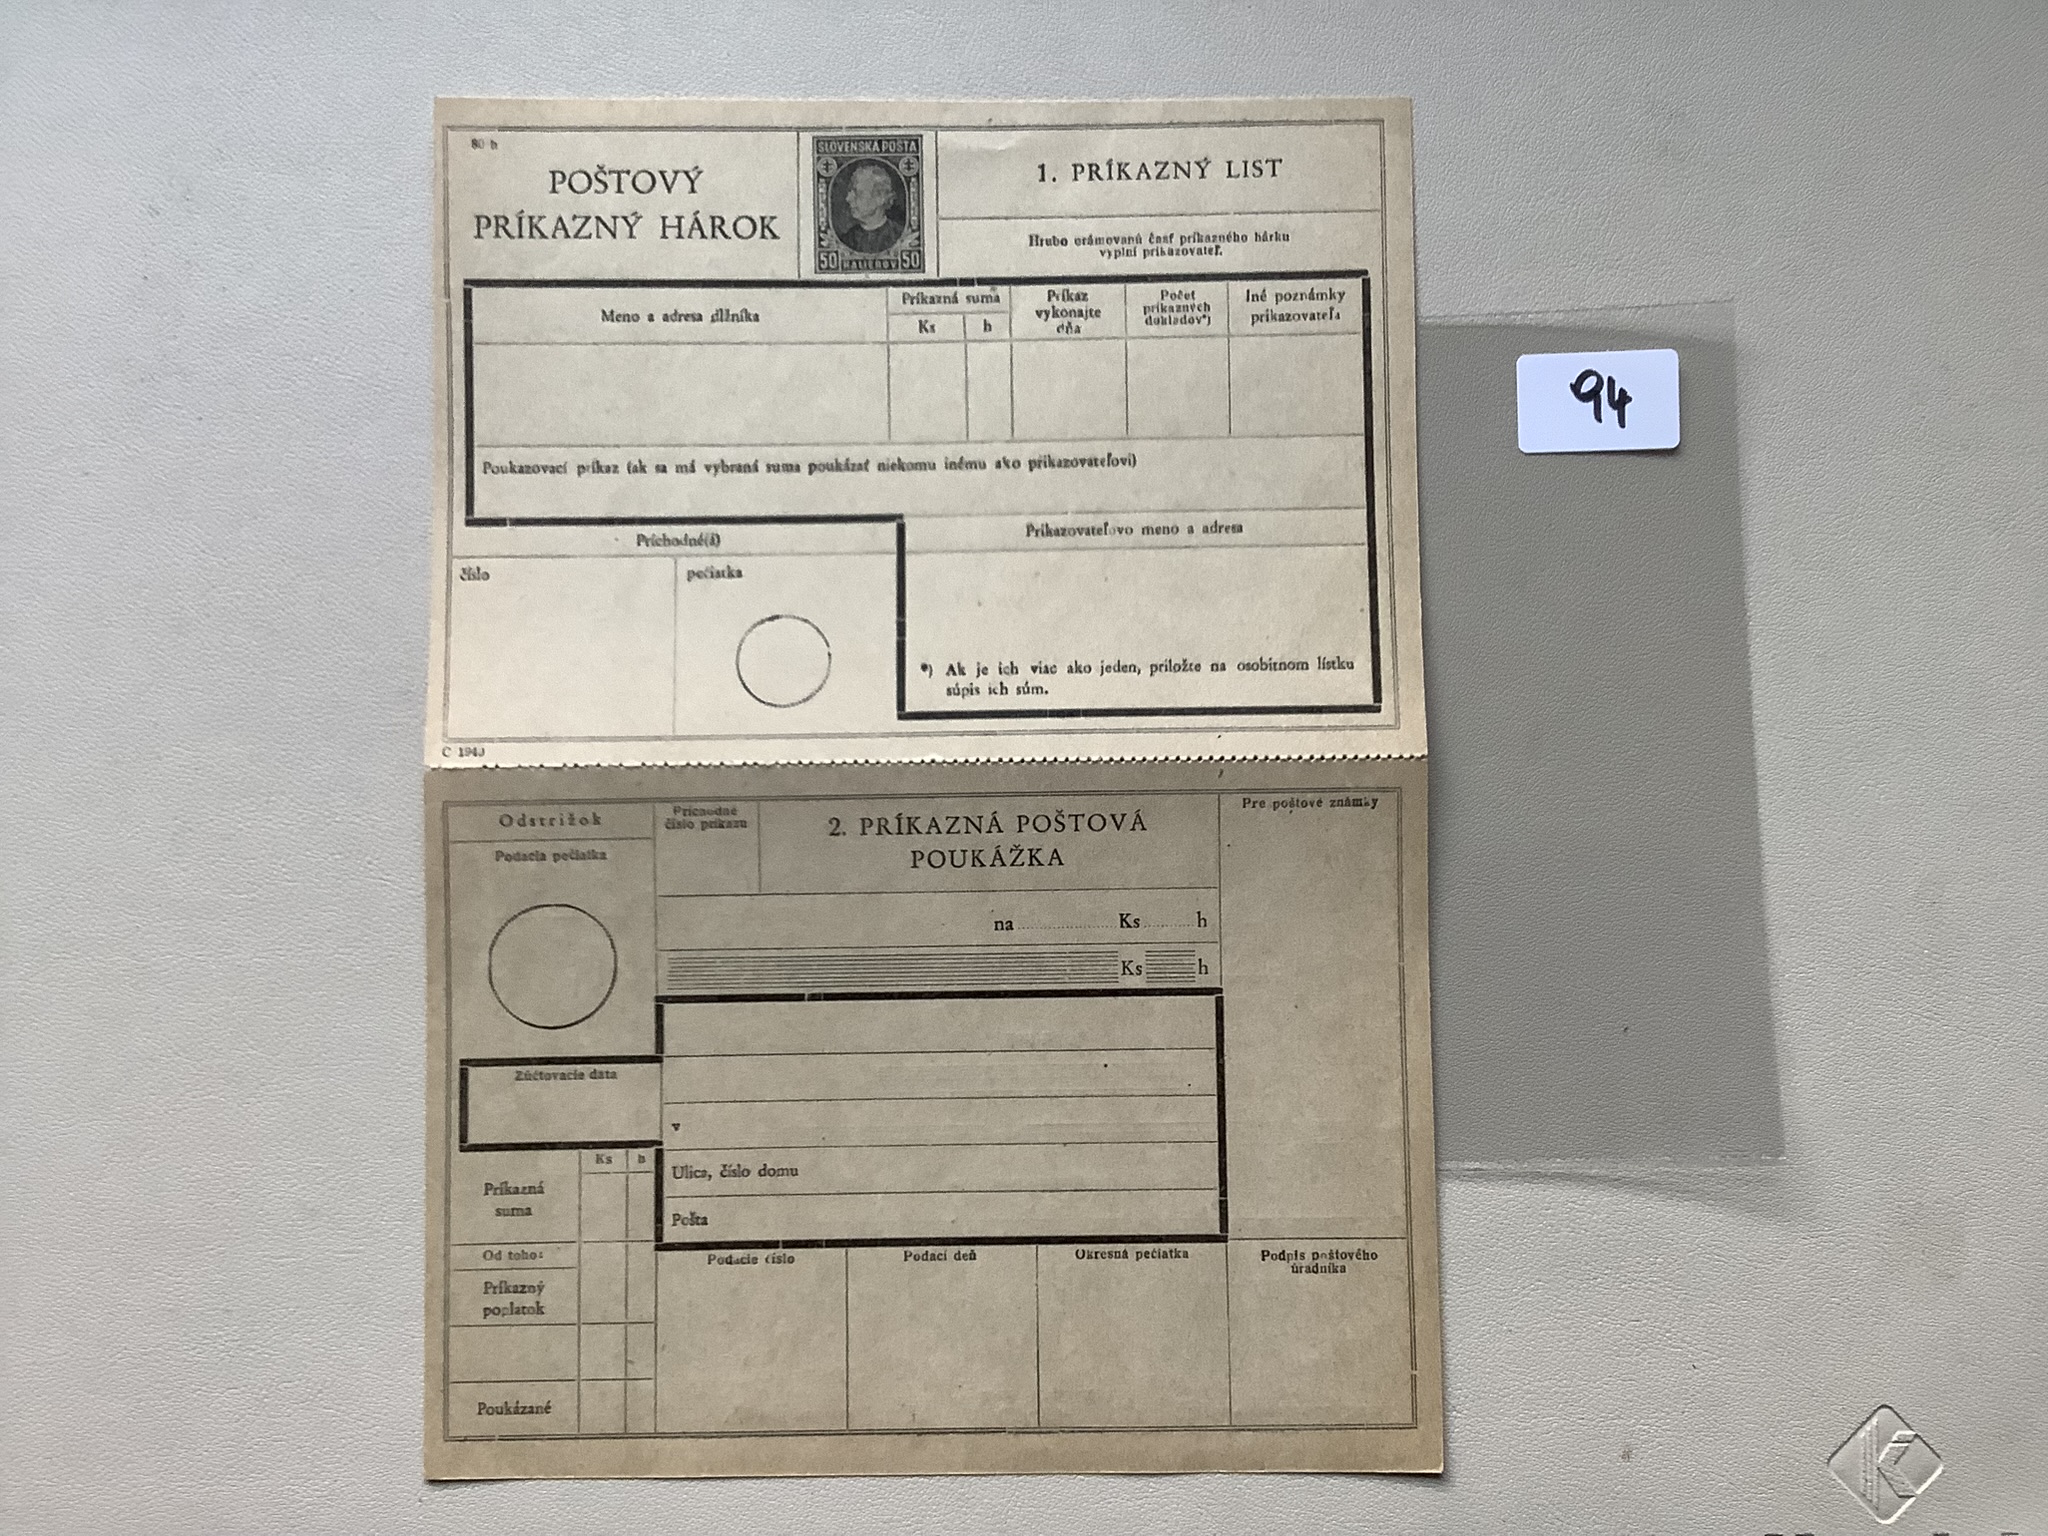 80 h
POŠTOVÝ
PRÍKAZNÝ HÁROK
SLOVENSKÁ POŠTA
50 HALIEROV 50
1. PRÍKAZNÝ LIST
Hrubo orámovanú časť príkazného hárku
vyplní príkazovateľ.
Meno a adresa dlžníka
Príkazná suma
Ks h
Príkaz
vykonajte
dňa
Počet
príkazných
dokladov*)
Iné poznámky
príkazovateľa
Poukazovací príkaz (ak sa má vybraná suma poukázať niekomu inému ako príkazovateľovi)
Príchodné(á)
číslo
pečiatka
Príkazovateľovo meno a adresa
*) Ak je ich viac ako jeden, priložte na osobitnom lístku
súpis ich súm.
C 1940
94
Odstrižok
Podacia pečiatka
Príchodné
číslo príkazu
2. PRÍKAZNÁ POŠTOVÁ
POUKÁŽKA
Pre poštové známky
na Ks h
Ks h
Zúčtovacie data
v
Ulica, číslo domu
Pošta
Ks h
Príkazná
suma
Od toho:
Príkazný
poplatok
Poukázané
Podacie číslo
Podací deň
Okresná pečiatka
Podpis poštového
úradníka
K